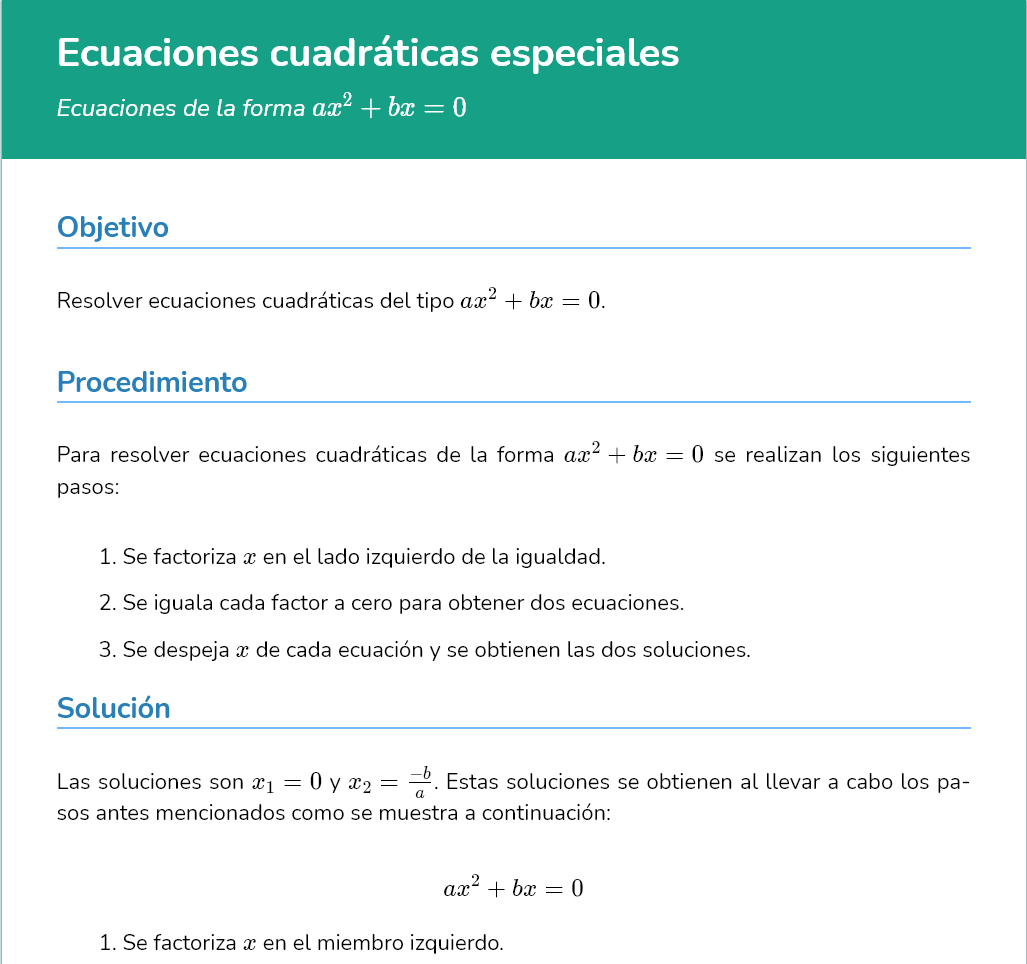 Ecuaciones cuadráticas especiales
Ecuaciones de la forma $ax^2 + bx = 0$
Objetivo
Resolver ecuaciones cuadráticas del tipo $ax^2 + bx = 0$.
Procedimiento
Para resolver ecuaciones cuadráticas de la forma $ax^2 + bx = 0$ se realizan los siguientes
pasos:
1. Se factoriza $x$ en el lado izquierdo de la igualdad.
2. Se iguala cada factor a cero para obtener dos ecuaciones.
3. Se despeja $x$ de cada ecuación y se obtienen las dos soluciones.
Solución
Las soluciones son $x_1 = 0$ y $x_2 = \frac{-b}{a}$. Estas soluciones se obtienen al llevar a cabo los pa-
sos antes mencionados como se muestra a continuación:
$ax^2 + bx = 0$
1. Se factoriza $x$ en el miembro izquierdo.